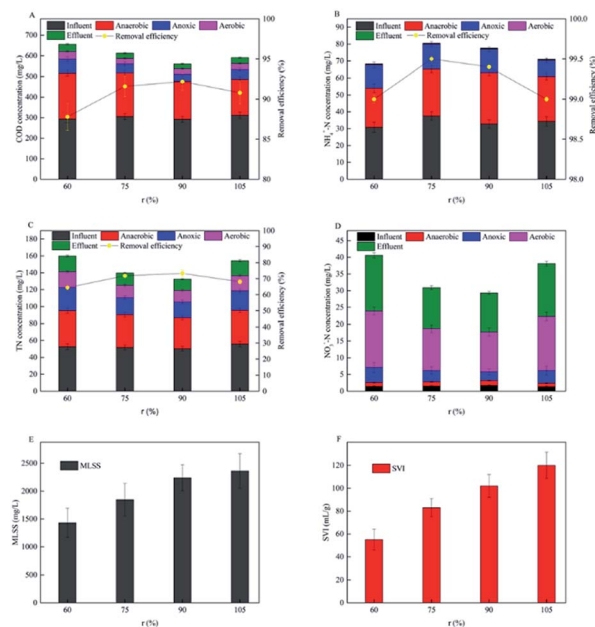 A
Influent Anaerobic Anoxic Aerobic
Effluent Removal efficiency
COD concentration (mg/L)
700
600
500
400
300
200
100
0
100
95
90
85
80
Removal efficiency (%)
60 75 90 105
r (%)
B
Influent Anaerobic Anoxic Aerobic
Effluent Removal efficiency
NH₄⁺-N concentration (mg/L)
90
80
70
60
50
40
30
20
10
0
100.0
99.5
99.0
98.5
98.0
Removal efficiency (%)
60 75 90 105
r (%)
C
Influent Anaerobic Anoxic Aerobic
Effluent Removal efficiency
TN concentration (mg/L)
180
160
140
120
100
80
60
40
20
0
100
90
80
70
60
50
40
30
20
10
0
Removal efficiency (%)
60 75 90 105
r (%)
D
Influent Anaerobic Anoxic Aerobic
Effluent
NO₃⁻-N concentration (mg/L)
45
40
35
30
25
20
15
10
5
0
60 75 90 105
r (%)
E
MLSS
MLSS (mg/L)
2500
2000
1500
1000
500
0
60 75 90 105
r (%)
F
SVI
SVI (mL/g)
120
100
80
60
40
20
0
60 75 90 105
r (%)